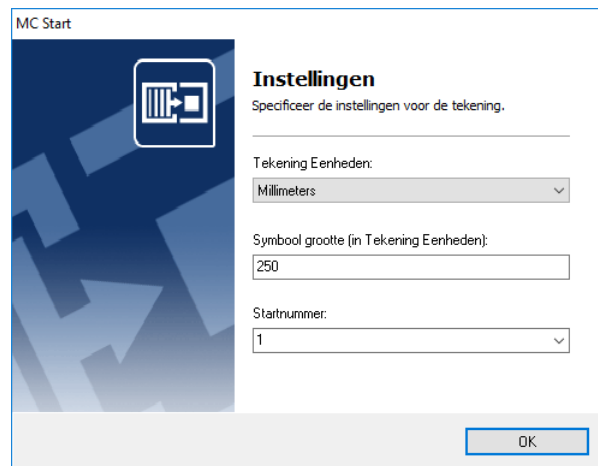 MC Start
Instellingen
Specificeer de instellingen voor de tekening.
Tekening Eenheden:
Millimeters
Symbool grootte (in Tekening Eenheden):
250
Startnummer:
1
OK